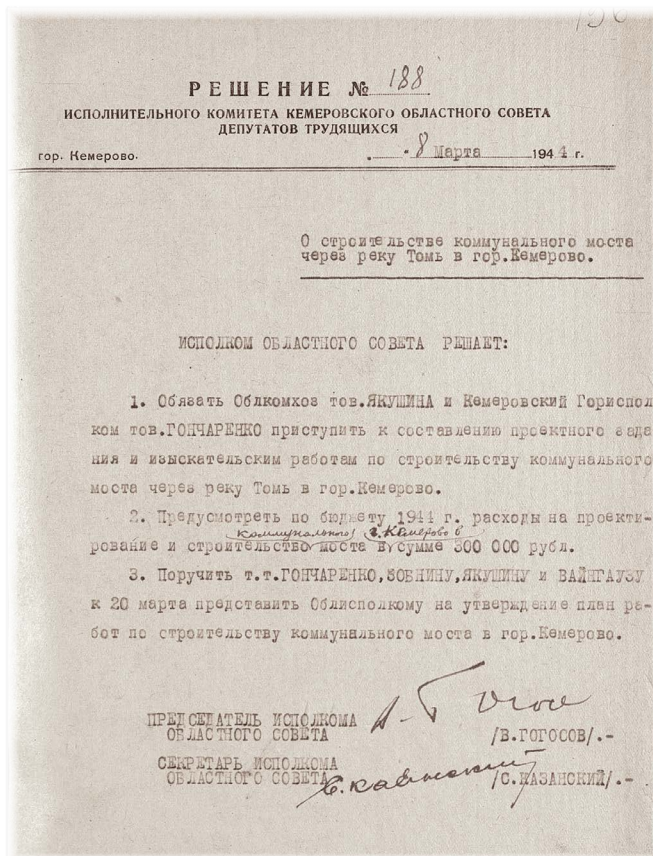 РЕШЕНИЕ № 188
ИСПОЛНИТЕЛЬНОГО КОМИТЕТА КЕМЕРОВСКОГО ОБЛАСТНОГО СОВЕТА
ДЕПУТАТОВ ТРУДЯЩИХСЯ
гор. Кемерово. "8 Марта 1944 г.
О строительстве коммунального моста
через реку Томь в гор.Кемерово.
ИСПОЛКОМ ОБЛАСТНОГО СОВЕТА РЕШАЕТ:
1. Обязать Облкомхоз тов.ЯКУШИНА и Кемеровский Гориспол
ком тов.ГОНЧАРЕНКО приступить к составлению проектного зада
ния и изыскательским работам по строительству коммунального
моста через реку Томь в гор.Кемерово.
2. Предусмотреть по бюджету 1944 г. расходы на проекти-
коммунального г. Кемерово в
рование и строительство моста в сумме 300 000 рубл.
3. Поручить т.т.ГОНЧАРЕНКО,БОБНИНУ,ЯКУШИНУ и ВАЙНГАУЗУ
к 20 марта представить Облисполкому на утверждение план ра-
бот по строительству коммунального моста в гор.Кемерово.
ПРЕДСЕДАТЕЛЬ ИСПОЛКОМА
ОБЛАСТНОГО СОВЕТА /В.ГОГОСОВ/.-
СЕКРЕТАРЬ ИСПОЛКОМА
ОБЛАСТНОГО СОВЕТА С.Казанский /С.КАЗАНСКИЙ/.-